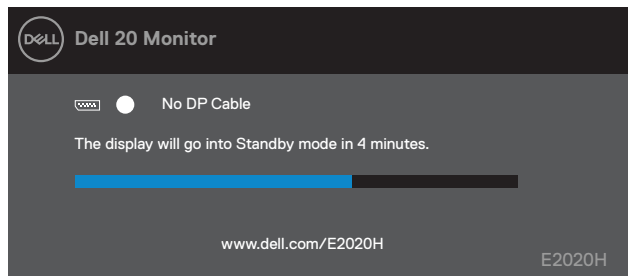 DELL Dell 20 Monitor
No DP Cable
The display will go into Standby mode in 4 minutes.
www.dell.com/E2020H
E2020H